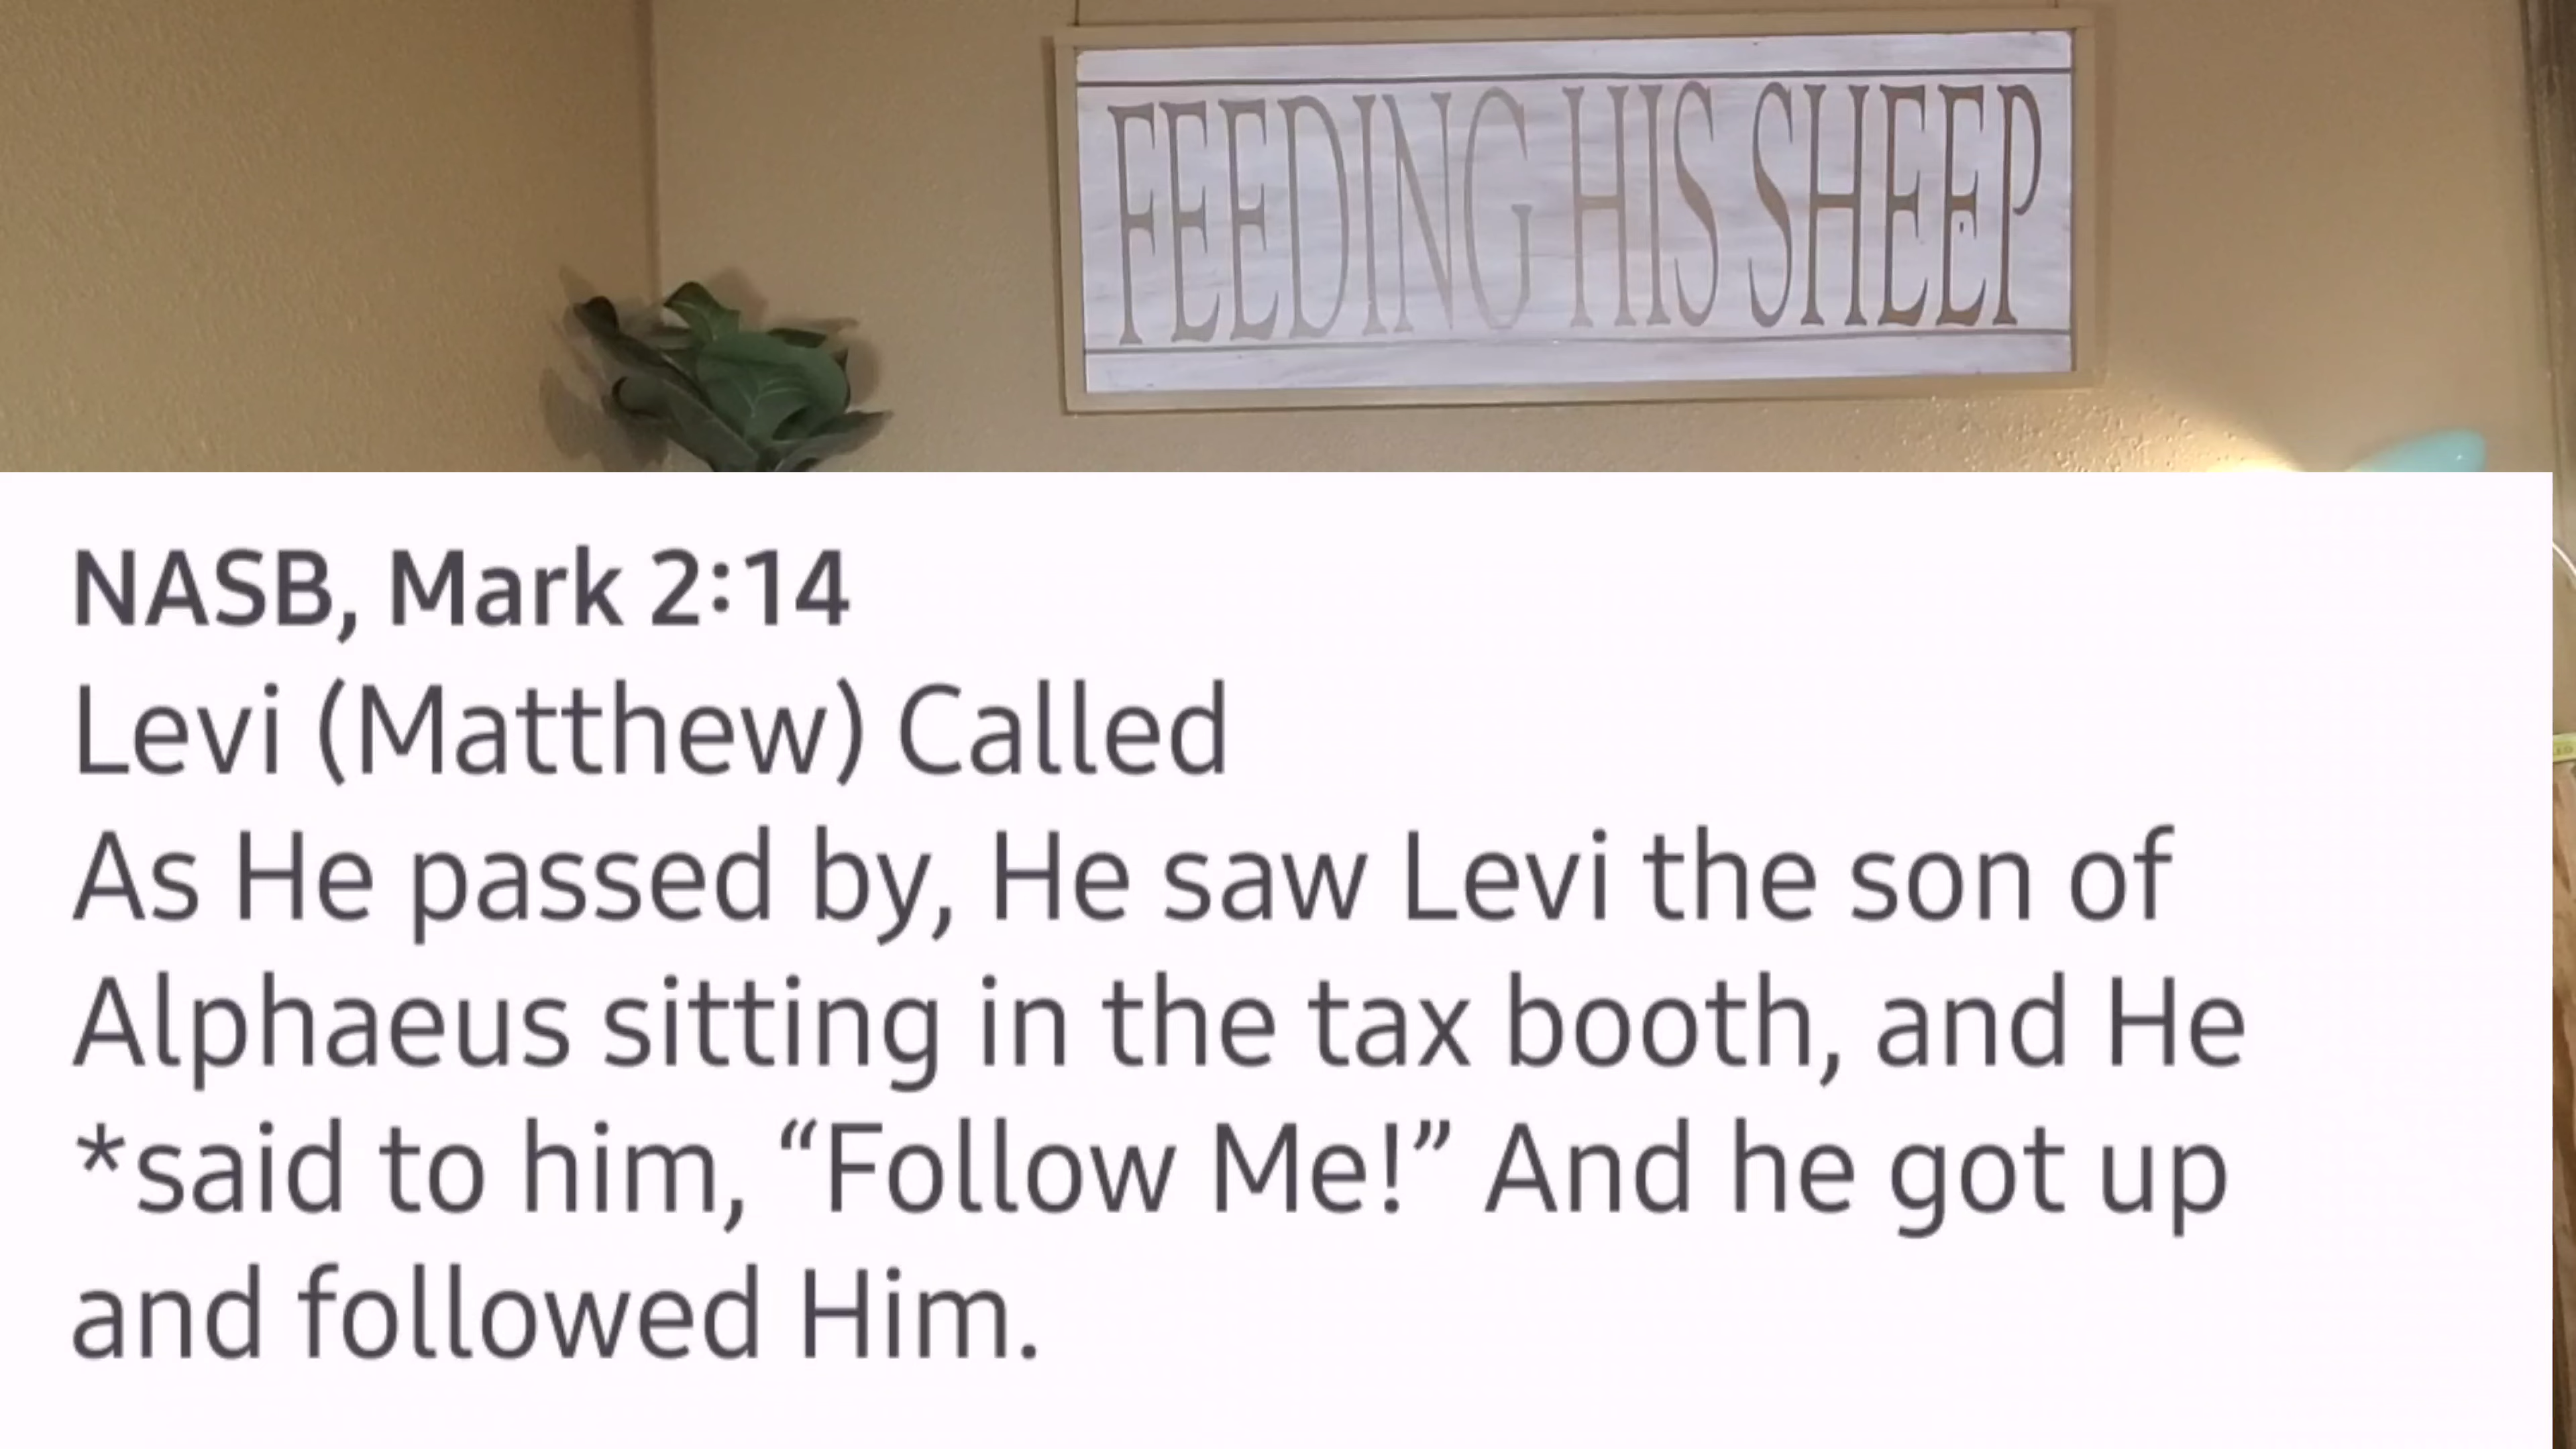 FEEDING HIS SHEEP
NASB, Mark 2:14
Levi (Matthew) Called
As He passed by, He saw Levi the son of
Alphaeus sitting in the tax booth, and He
*said to him, “Follow Me!” And he got up
and followed Him.